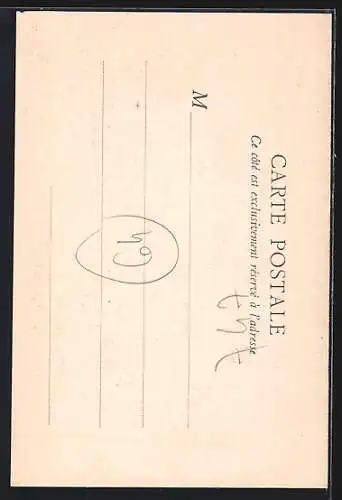 CARTE POSTALE
Ce côté est exclusivement réservé à l'adresse
M